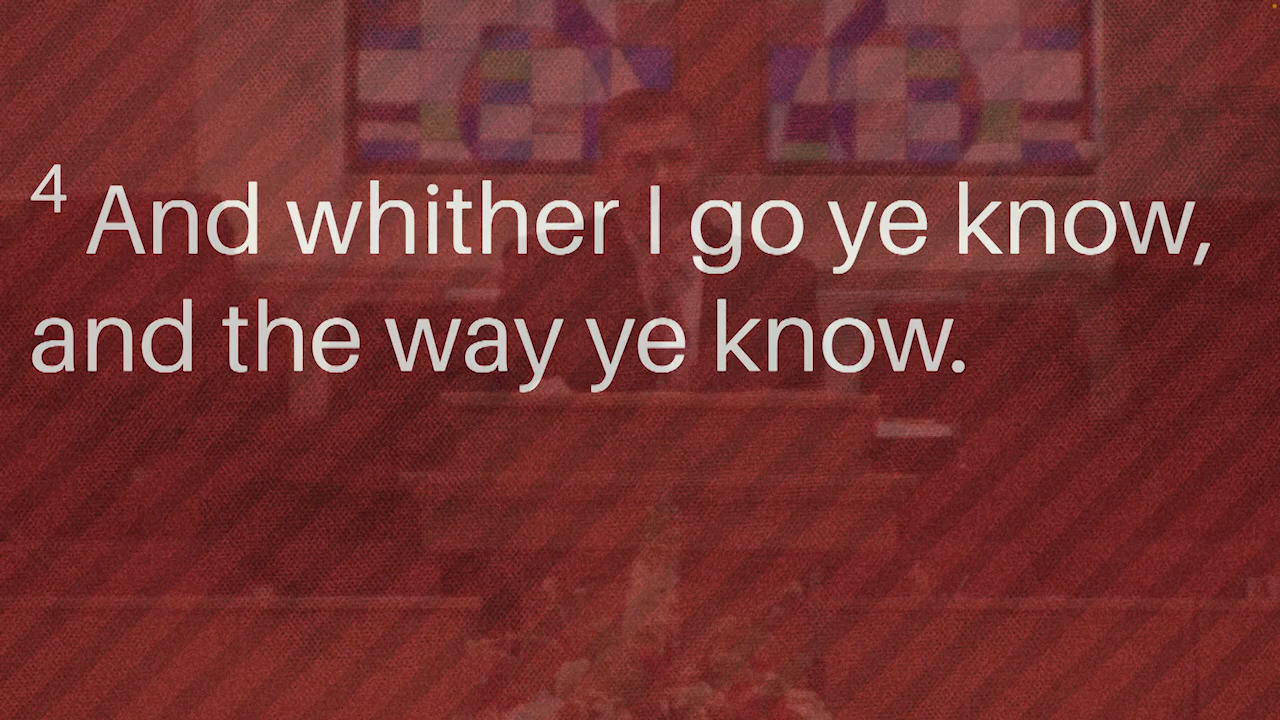 4 And whither I go ye know,
and the way ye know.